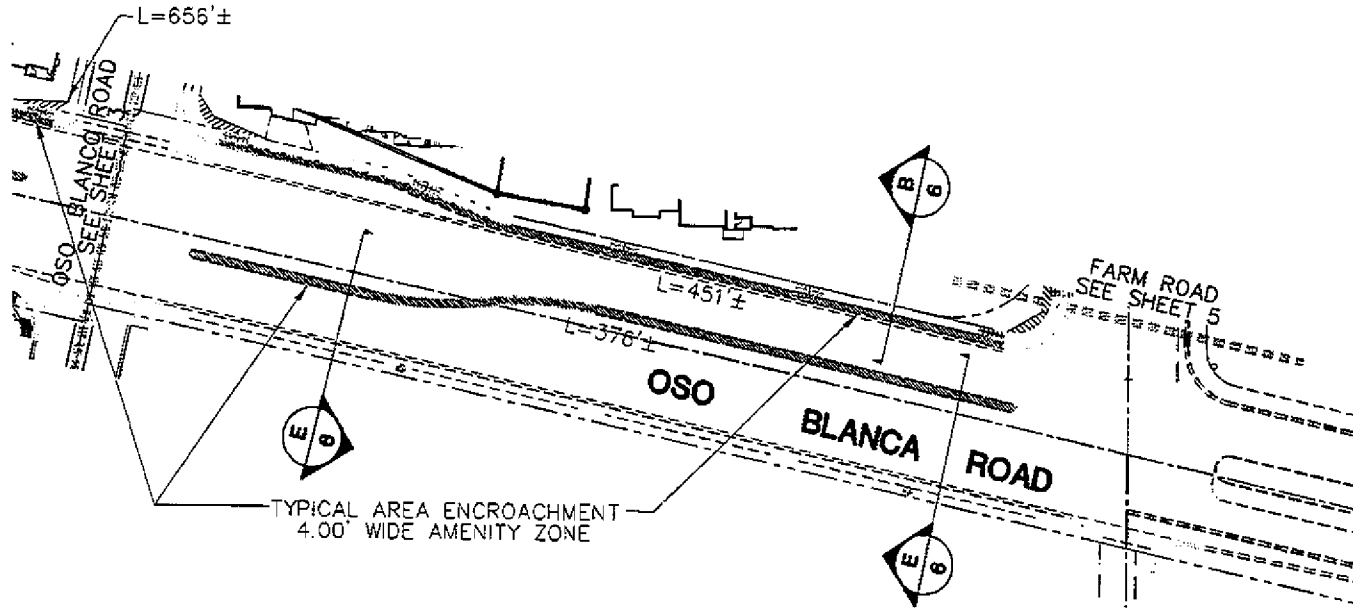 L=656'±
OSO BLANCO ROAD
SEE SHEET 3
B
6
FARM ROAD
SEE SHEET 5
L=451'±
L=376'±
OSO BLANCA ROAD
E
6
TYPICAL AREA ENCROACHMENT
4.00' WIDE AMENITY ZONE
E
6